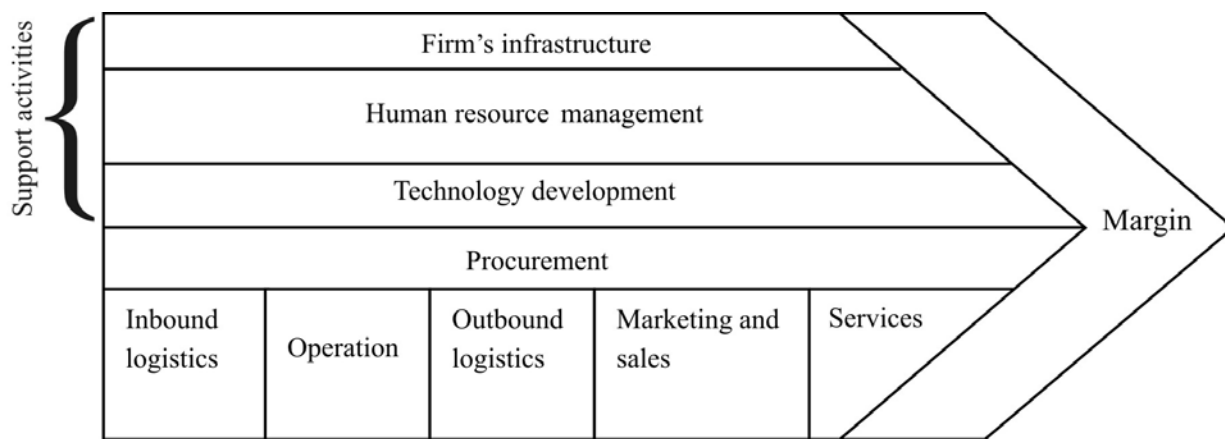 Support activities
Firm’s infrastructure
Human resource management
Technology development
Procurement
Margin
Inbound
logistics
Operation
Outbound
logistics
Marketing and
sales
Services